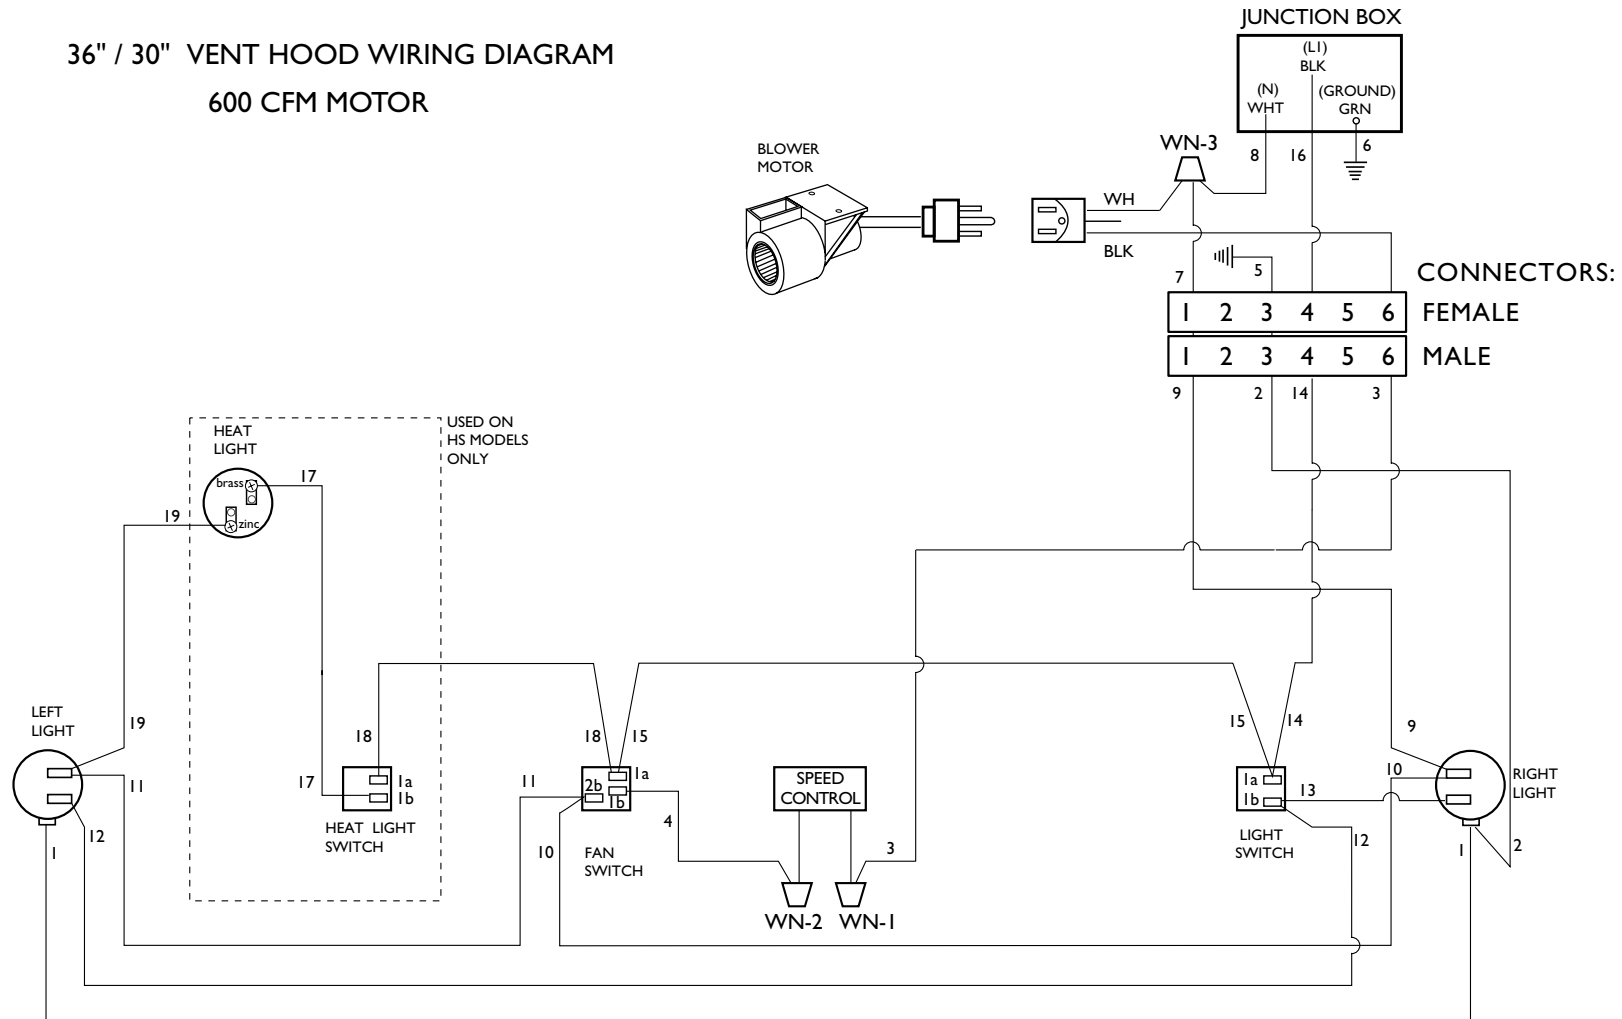 36" / 30" VENT HOOD WIRING DIAGRAM
600 CFM MOTOR
JUNCTION BOX
(L1)
BLK
(N)
WHT
(GROUND)
GRN
8
16
6
WN-3
BLOWER
MOTOR
WH
BLK
7
5
CONNECTORS:
1 2 3 4 5 6 FEMALE
1 2 3 4 5 6 MALE
9
2
14
3
USED ON
HS MODELS
ONLY
HEAT
LIGHT
brass
17
19
zinc
LEFT
LIGHT
19
11
12
1
18
17
1a
1b
HEAT LIGHT
SWITCH
18
15
11
2b
1a
1b
4
10
FAN
SWITCH
SPEED
CONTROL
3
WN-2
WN-1
15
14
1a
1b
13
LIGHT
SWITCH
12
9
10
RIGHT
LIGHT
1
2